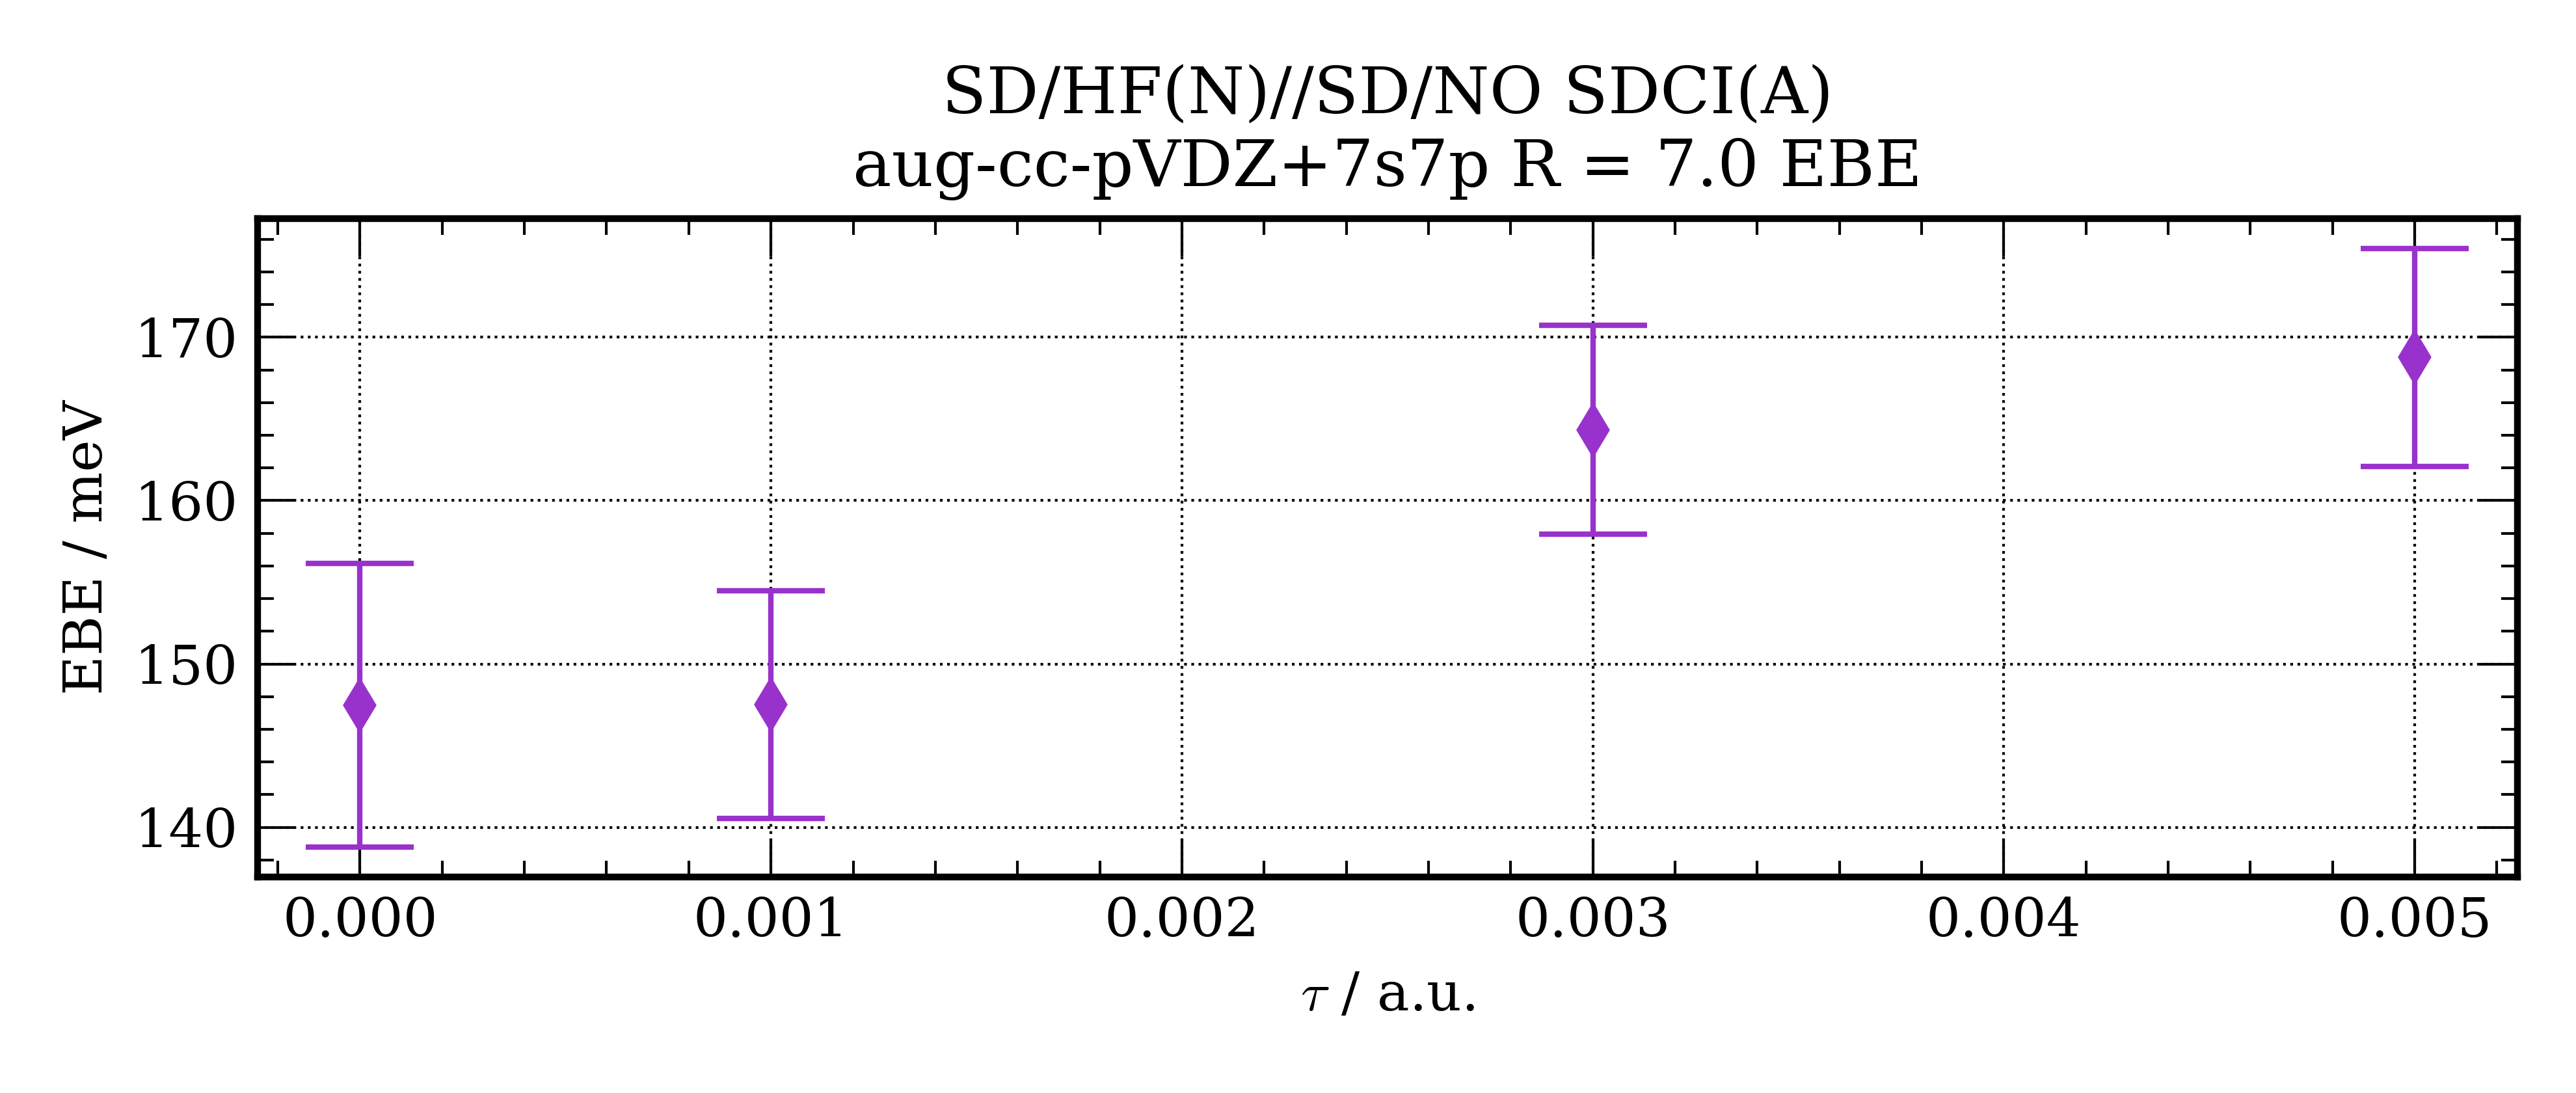 SD/HF(N)//SD/NO SDCI(A)
aug-cc-pVDZ+7s7p R = 7.0 EBE
EBE / meV
170
160
150
140
0.000 0.001 0.002 0.003 0.004 0.005
τ / a.u.